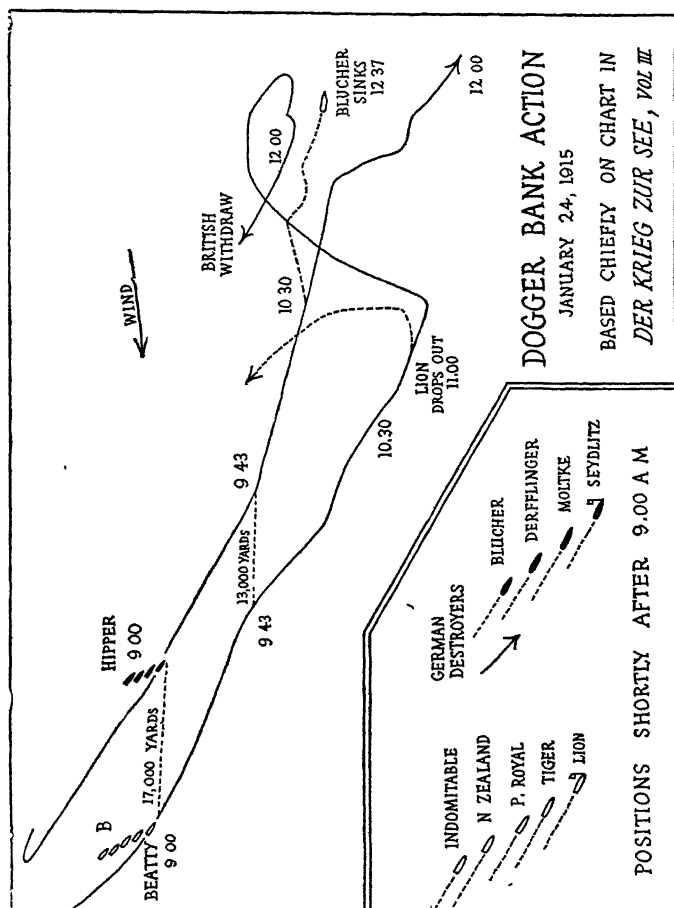 BLUCHER
SINKS
12 37
12 00
12 00
BRITISH
WITHDRAW
WIND
10 30
LION
DROPS OUT
11.00
10.30
9 43
13,000 YARDS
9 43
HIPPER
9 00
17,000 YARDS
B
BEATTY
9 00
DOGGER BANK ACTION
JANUARY 24, 1915
BASED CHIEFLY ON CHART IN
DER KRIEG ZUR SEE, VOL III
GERMAN
DESTROYERS
BLUCHER
DERFFLINGER
MOLTKE
SEYDLITZ
INDOMITABLE
N ZEALAND
P. ROYAL
TIGER
LION
POSITIONS SHORTLY AFTER 9.00 A M